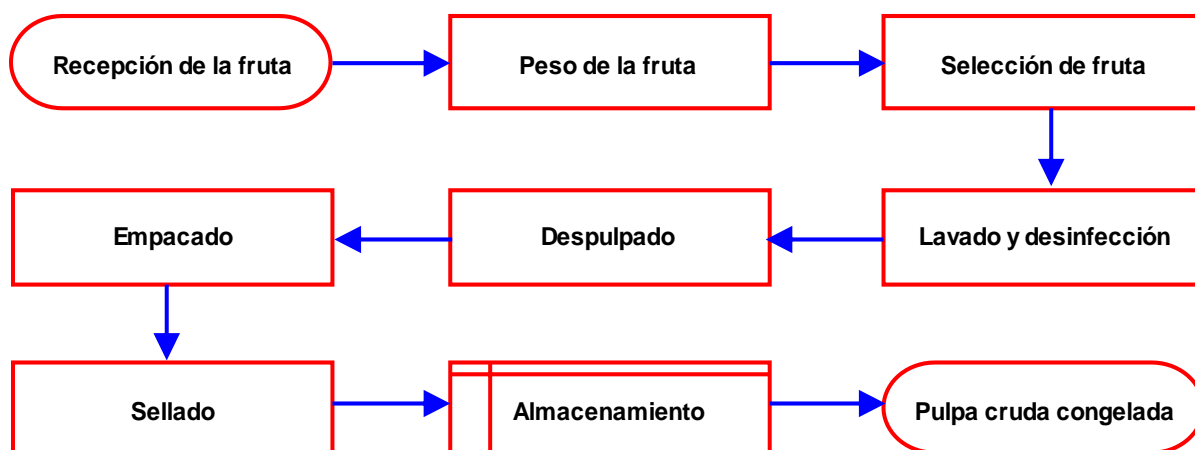 Recepción de la fruta
Peso de la fruta
Selección de fruta
Lavado y desinfección
Despulpado
Empacado
Sellado
Almacenamiento
Pulpa cruda congelada